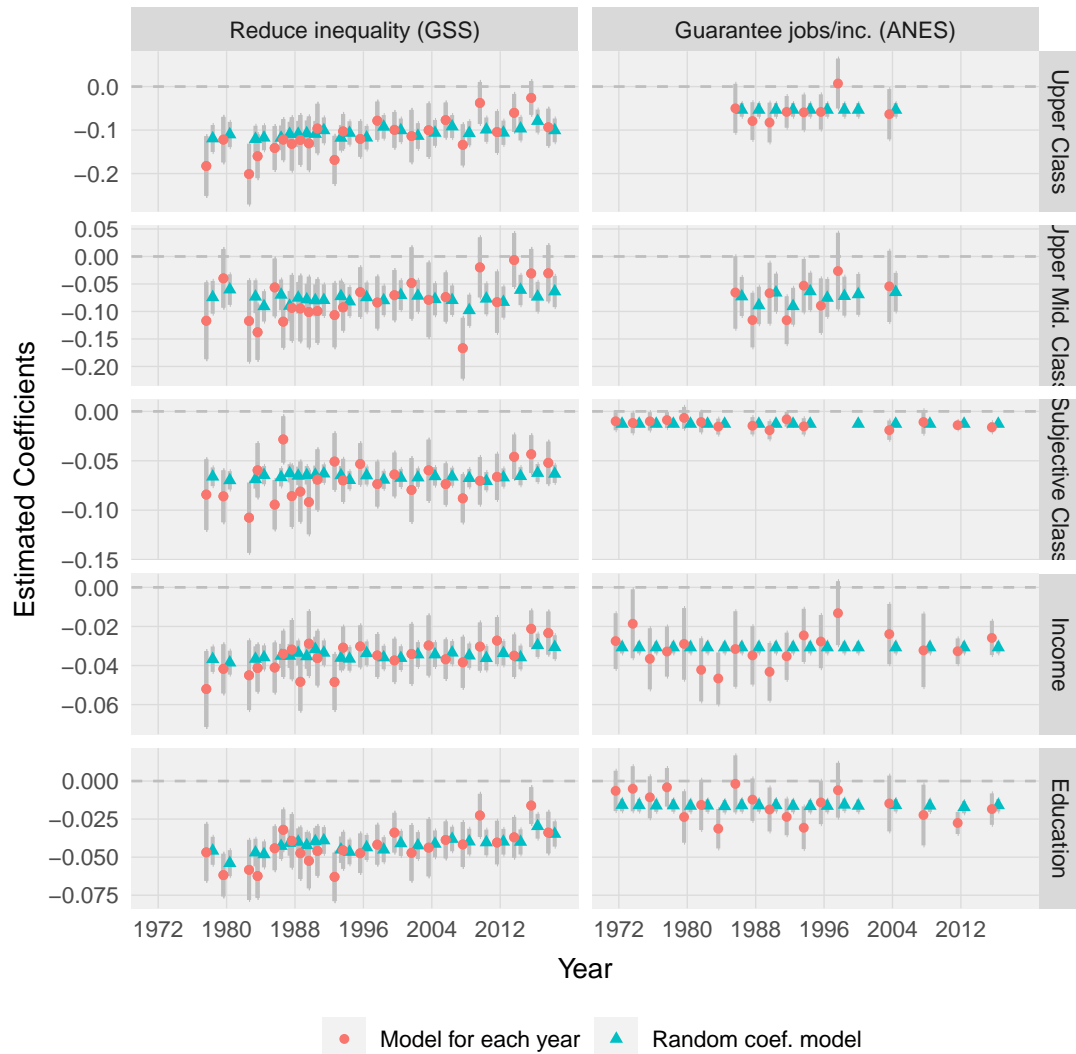 Reduce inequality (GSS)
Guarantee jobs/inc. (ANES)
0.0
−0.1
−0.2
Upper Class
0.05
0.00
−0.05
−0.10
−0.15
−0.20
Upper Mid. Class
0.00
−0.05
−0.10
−0.15
Subjective Class
0.00
−0.02
−0.04
−0.06
Income
0.000
−0.025
−0.050
−0.075
Education
Estimated Coefficients
1972 1980 1988 1996 2004 2012
1972 1980 1988 1996 2004 2012
Year
Model for each year
Random coef. model